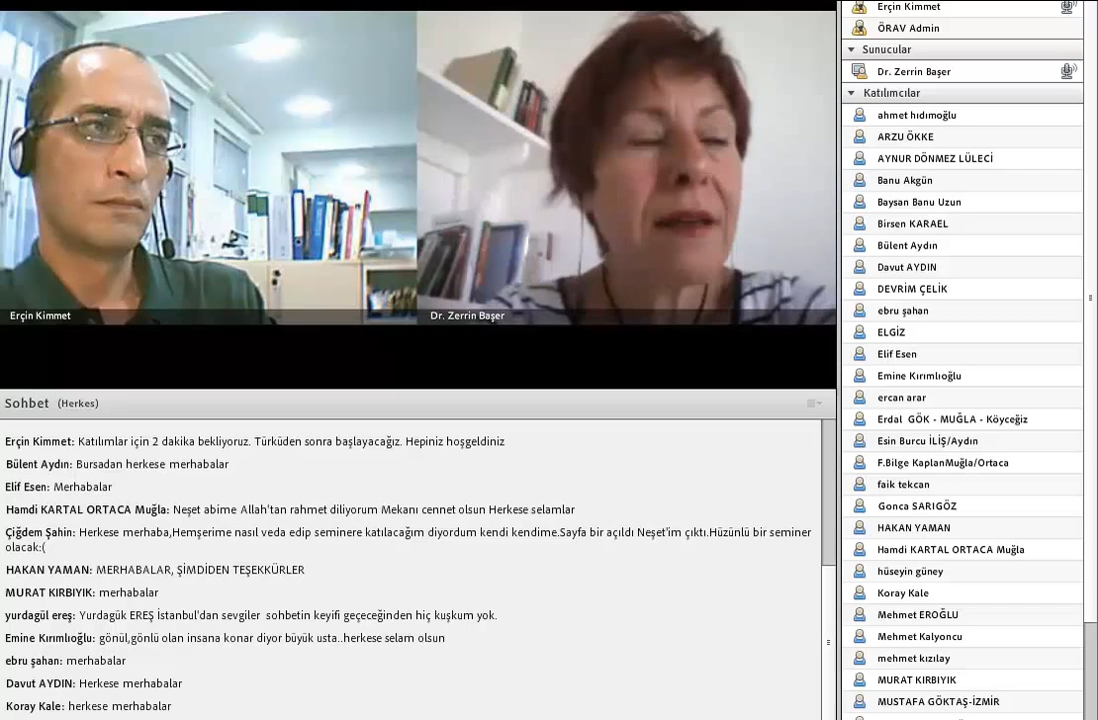 Erçin Kimmet
Dr. Zerrin Başer
Sohbet (Herkes)
Erçin Kimmet: Katılımlar için 2 dakika bekliyoruz. Türküden sonra başlayacağız. Hepiniz hoşgeldiniz
Bülent Aydın: Bursadan herkese merhabalar
Elif Esen: Merhabalar
Hamdi KARTAL ORTACA Muğla: Neşet abime Allah'tan rahmet diliyorum Mekanı cennet olsun Herkese selamlar
Çiğdem Şahin: Herkese merhaba,Hemşerime nasıl veda edip seminere katılacağım diyordum kendi kendime.Sayfa bir açıldı Neşet'im çıktı.Hüzünlü bir seminer
olacak:(
HAKAN YAMAN: MERHABALAR, ŞİMDİDEN TEŞEKKÜRLER
MURAT KIRBIYIK: merhabalar
yurdagül ereş: Yurdagük EREŞ İstanbul'dan sevgiler sohbetin keyifi geçeceğinden hiç kuşkum yok.
Emine Kırımlıoğlu: gönül,gönlü olan insana konar diyor büyük usta..herkese selam olsun
ebru şahan: merhabalar
Davut AYDIN: Herkese merhabalar
Koray Kale: herkese merhabalar
Erçin Kimmet
ÖRAV Admin
Sunucular
Dr. Zerrin Başer
Katılımcılar
ahmet hıdımoğlu
ARZU ÖKKE
AYNUR DÖNMEZ LÜLECİ
Banu Akgün
Baysan Banu Uzun
Birsen KARAEL
Bülent Aydın
Davut AYDIN
DEVRİM ÇELİK
ebru şahan
ELGİZ
Elif Esen
Emine Kırımlıoğlu
ercan arar
Erdal GÖK - MUĞLA - Köyceğiz
Esin Burcu İLİŞ/Aydın
F.Bilge KaplanMuğla/Ortaca
faik tekcan
Gonca SARIGÖZ
HAKAN YAMAN
Hamdi KARTAL ORTACA Muğla
hüseyin güney
Koray Kale
Mehmet EROĞLU
Mehmet Kalyoncu
mehmet kızılay
MURAT KIRBIYIK
MUSTAFA GÖKTAŞ-İZMİR